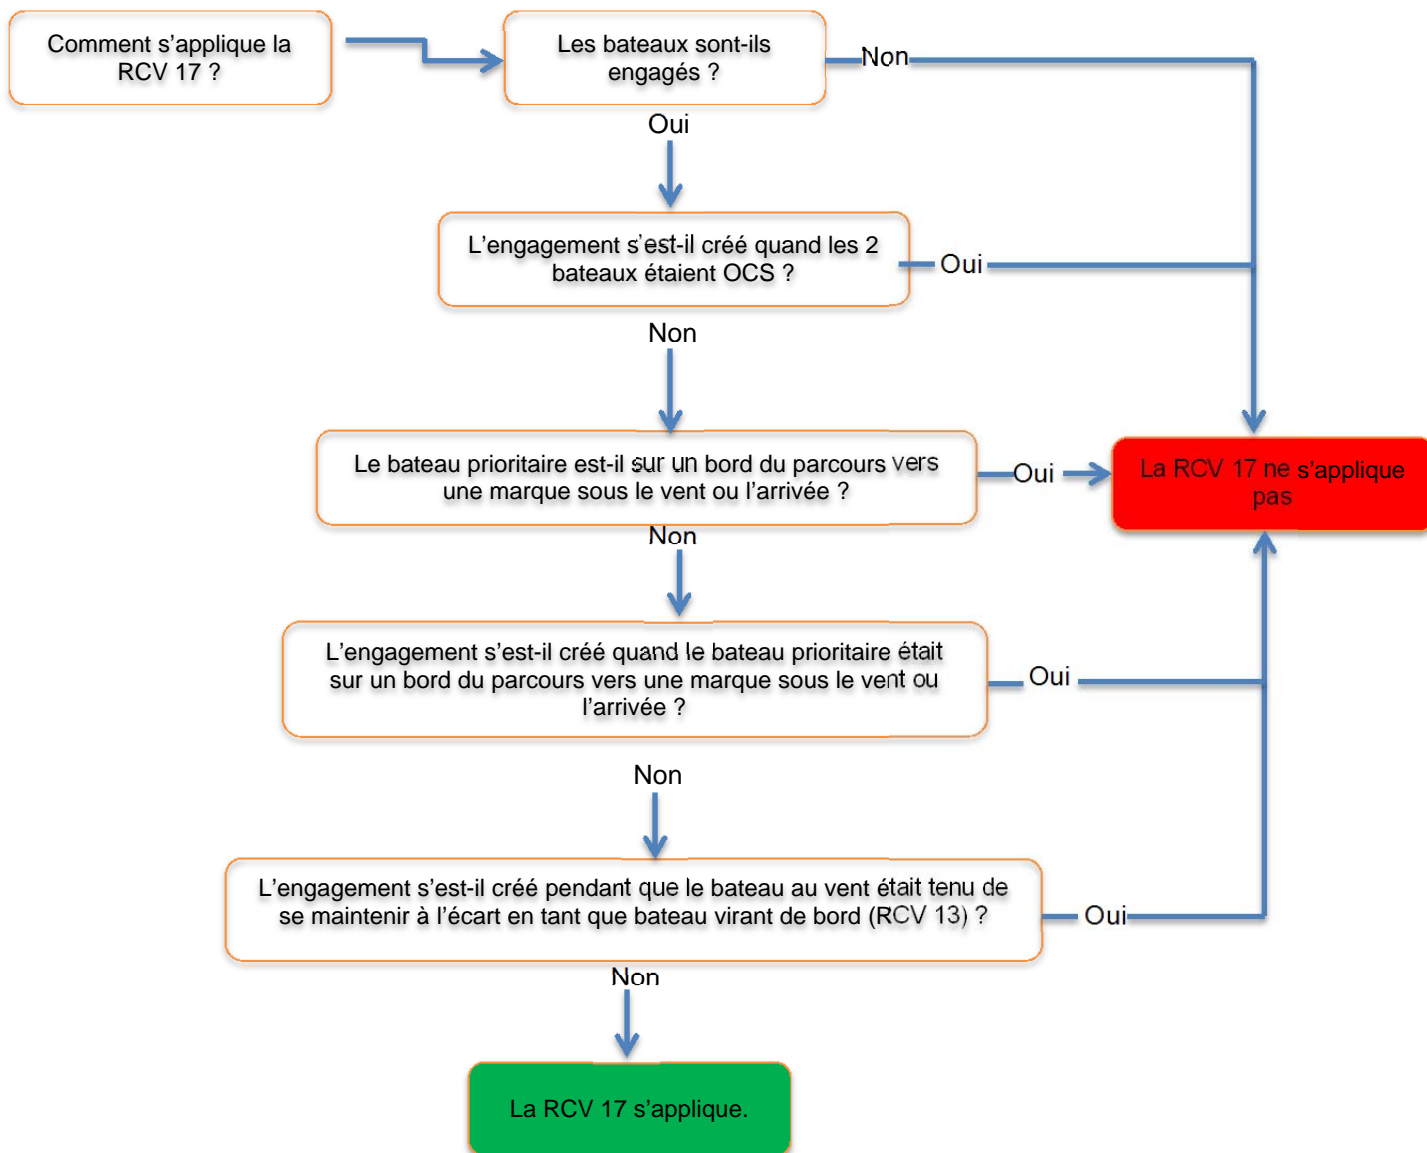 Comment s’applique la
RCV 17 ?
Les bateaux sont-ils
engagés ?
Non
Oui
L’engagement s’est-il créé quand les 2
bateaux étaient OCS ?
Oui
Non
Le bateau prioritaire est-il sur un bord du parcours vers
une marque sous le vent ou l’arrivée ?
Oui
La RCV 17 ne s’applique
pas
Non
L’engagement s’est-il créé quand le bateau prioritaire était
sur un bord du parcours vers une marque sous le vent ou
l’arrivée ?
Oui
Non
L’engagement s’est-il créé pendant que le bateau au vent était tenu de
se maintenir à l’écart en tant que bateau virant de bord (RCV 13) ?
Oui
Non
La RCV 17 s’applique.